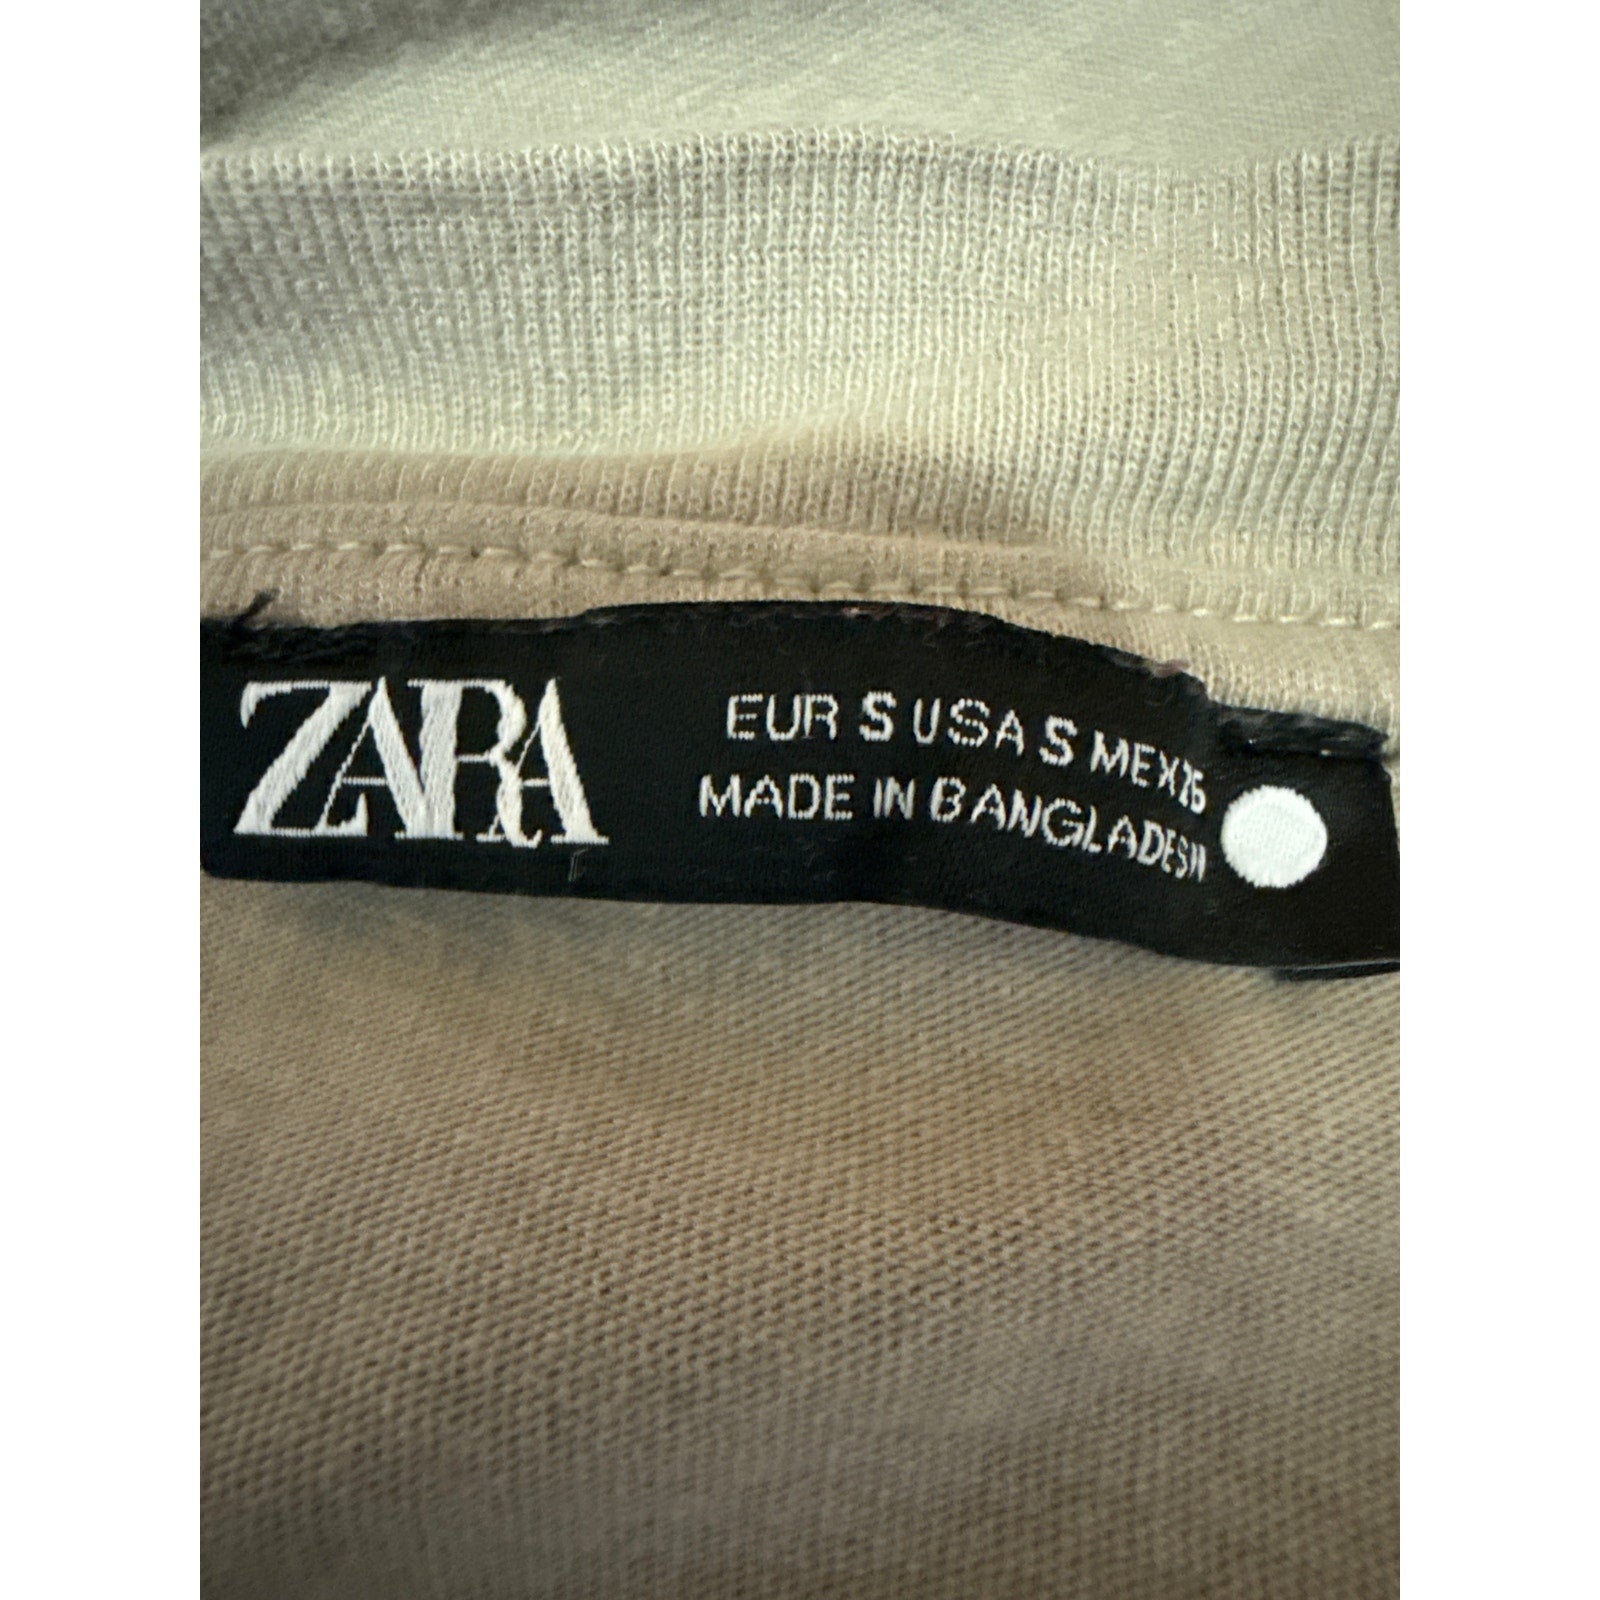 ZARA
EUR S USA S MEX 26
MADE IN BANGLADESH